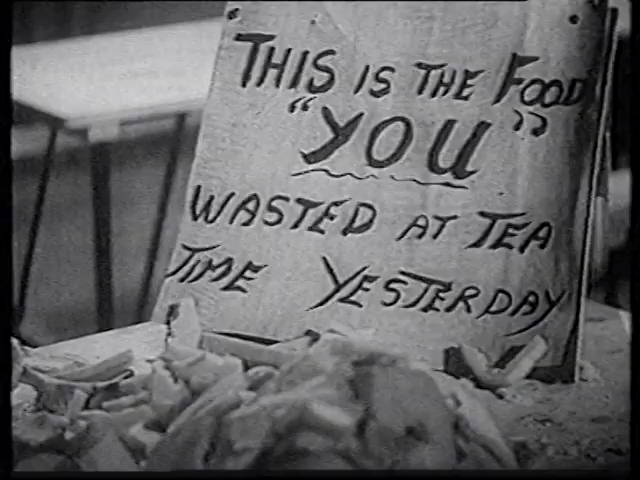 THIS IS THE FOOD
"YOU"
WASTED AT TEA
TIME YESTERDAY